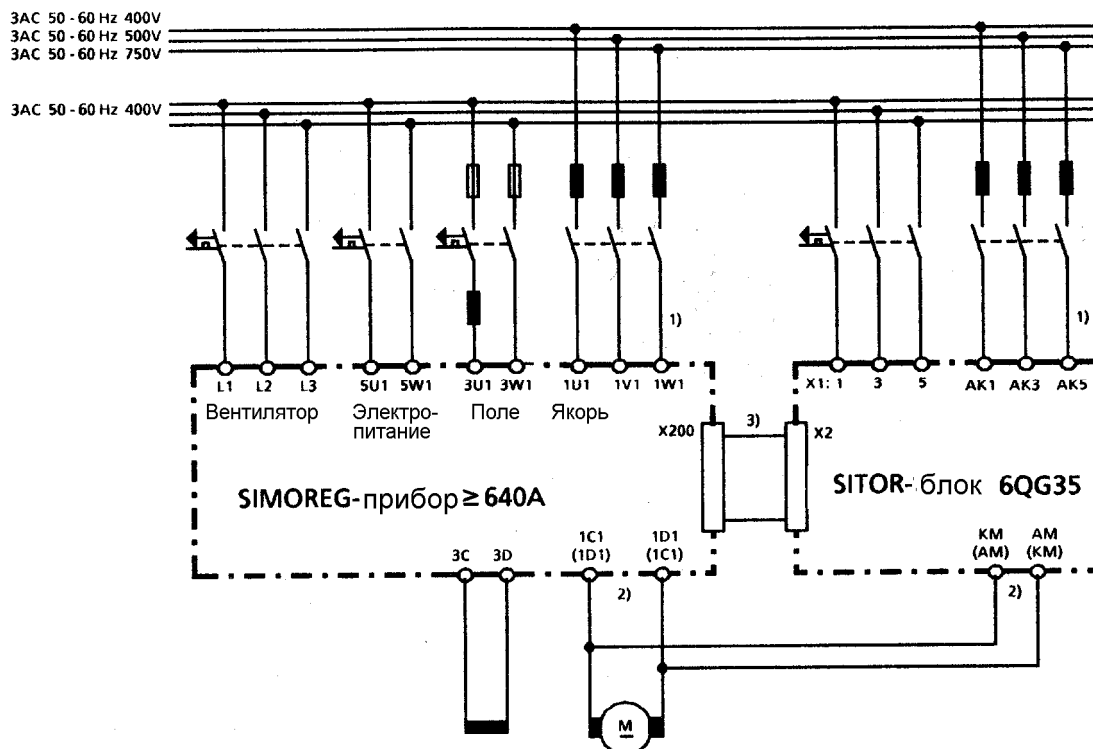 3AC 50 - 60 Hz 400V
3AC 50 - 60 Hz 500V
3AC 50 - 60 Hz 750V
3AC 50 - 60 Hz 400V
1) 1)
L1 L2 L3 5U1 5W1 3U1 3W1 1U1 1V1 1W1 X1: 1 3 5 AK1 AK3 AK5
Вентилятор Электро- Поле Якорь
питание
X200 3) X2
SIMOREG-прибор ≥ 640A SITOR- блок 6QG35
3C 3D 1C1 1D1 KM AM
(1D1) (1C1) (AM) (KM)
2) 2)
M